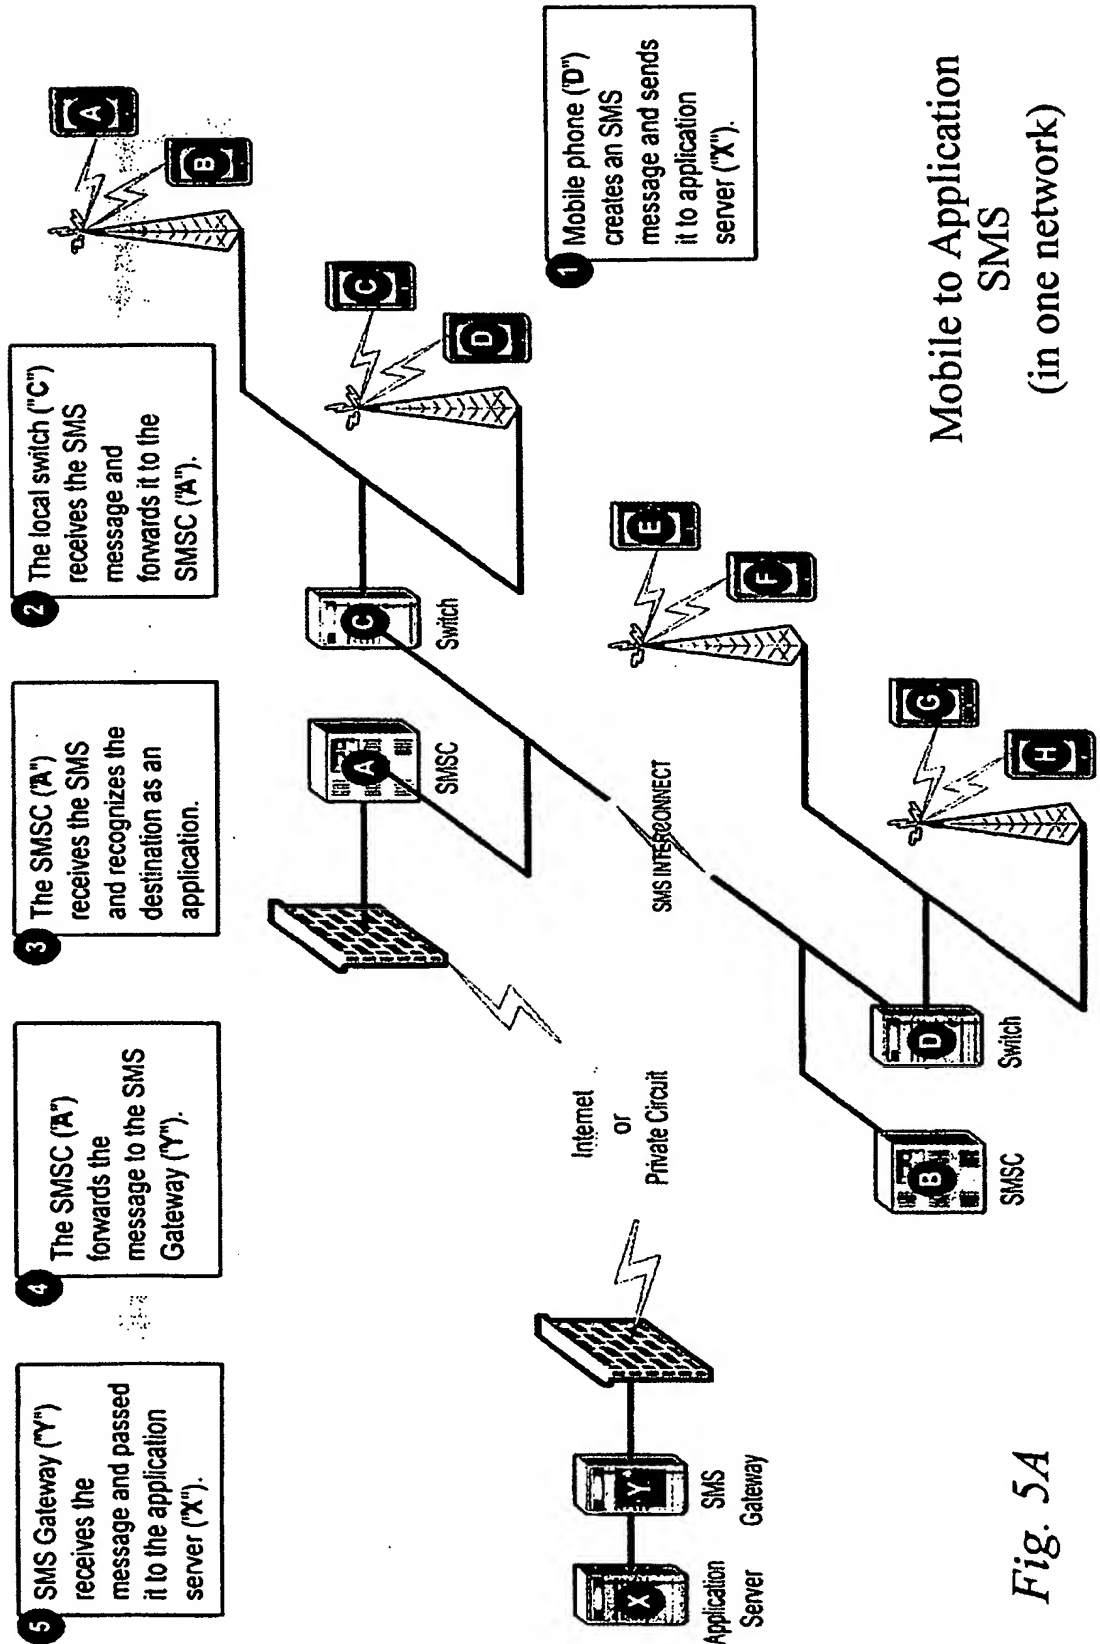 5
SMS Gateway ("Y")
receives the
message and passed
it to the application
server ("X").
4
The SMSC ("A")
forwards the
message to the SMS
Gateway ("Y").
3
The SMSC ("A")
receives the SMS
and recognizes the
destination as an
application.
2
The local switch ("C")
receives the SMS
message and
forwards it to the
SMSC ("A").
1
Mobile phone ("D")
creates an SMS
message and sends
it to application
server ("X").
A
B
C
D
C
Switch
A
SMSC
SMS INTERCONNECT
E
F
G
H
D
Switch
B
SMSC
Internet
or
Private Circuit
X
Application
Server
Y
SMS
Gateway
Mobile to Application
SMS
(in one network)
Fig. 5A